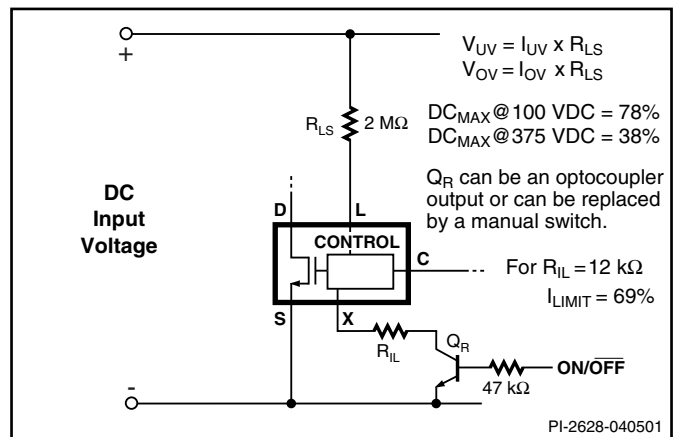 +
V_UV = I_UV x R_LS
V_OV = I_OV x R_LS
R_LS 2 MΩ
DC_MAX@100 VDC = 78%
DC_MAX@375 VDC = 38%
Q_R can be an optocoupler
output or can be replaced
by a manual switch.
DC
Input
Voltage
D L
CONTROL
C
For R_IL = 12 kΩ
I_LIMIT = 69%
S X
R_IL
Q_R
47 kΩ
ON/O̅F̅F̅
-
PI-2628-040501